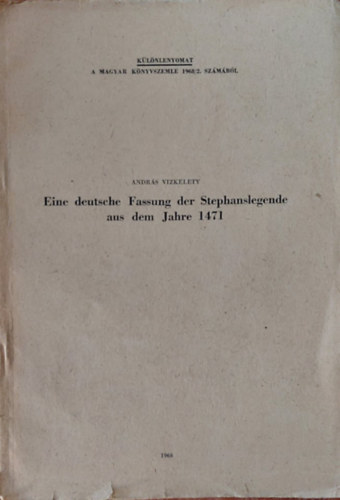 KÜLÖNLENYOMAT
A MAGYAR KÖNYVSZEMLE 1968/2. SZÁMÁBÓL
ANDRÁS VIZKELETY
Eine deutsche Fassung der Stephanslegende
aus dem Jahre 1471
1968